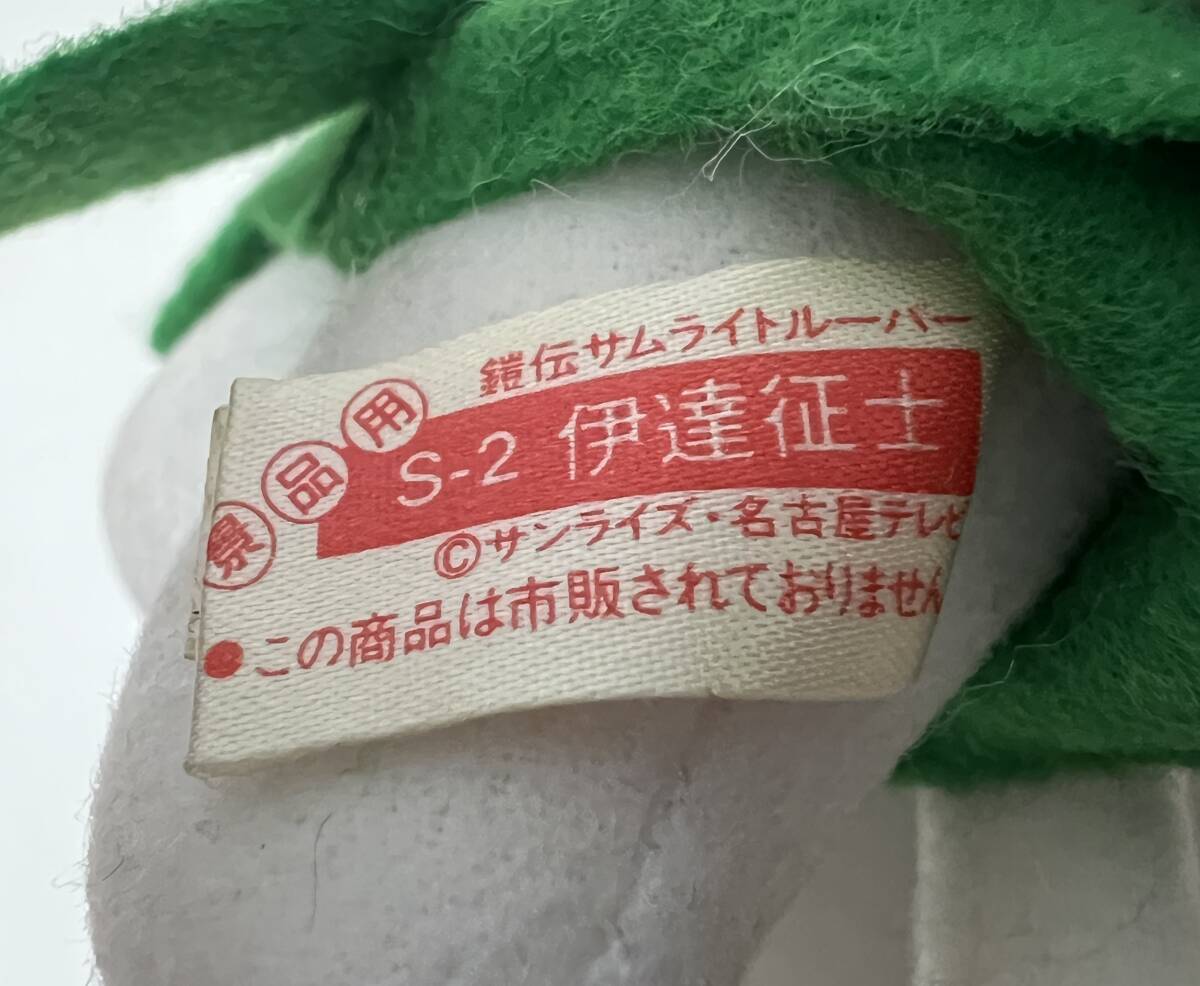 鎧伝サムライトルーパー
景品用
S-2 伊達征士
©サンライズ・名古屋テレビ
●この商品は市販されておりません